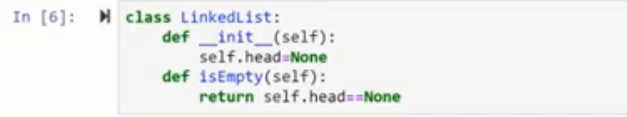 In [6]: class LinkedList:
    def __init__(self):
        self.head=None
    def isEmpty(self):
        return self.head==None